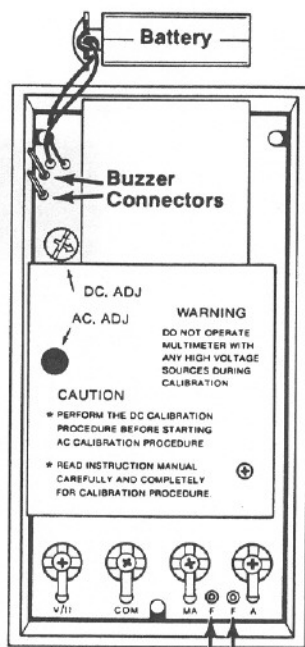 Battery
Buzzer
Connectors
DC. ADJ
AC. ADJ
WARNING
DO NOT OPERATE
MULTIMETER WITH
ANY HIGH VOLTAGE
SOURCES DURING
CALIBRATION
CAUTION
* PERFORM THE DC CALIBRATION
PROCEDURE BEFORE STARTING
AC CALIBRATION PROCEDURE
* READ INSTRUCTION MANUAL
CAREFULLY AND COMPLETELY
FOR CALIBRATION PROCEDURE.
COM MA F F A